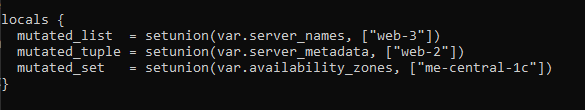 locals {
  mutated_list  = setunion(var.server_names, ["web-3"])
  mutated_tuple = setunion(var.server_metadata, ["web-2"])
  mutated_set   = setunion(var.availability_zones, ["me-central-1c"])
}